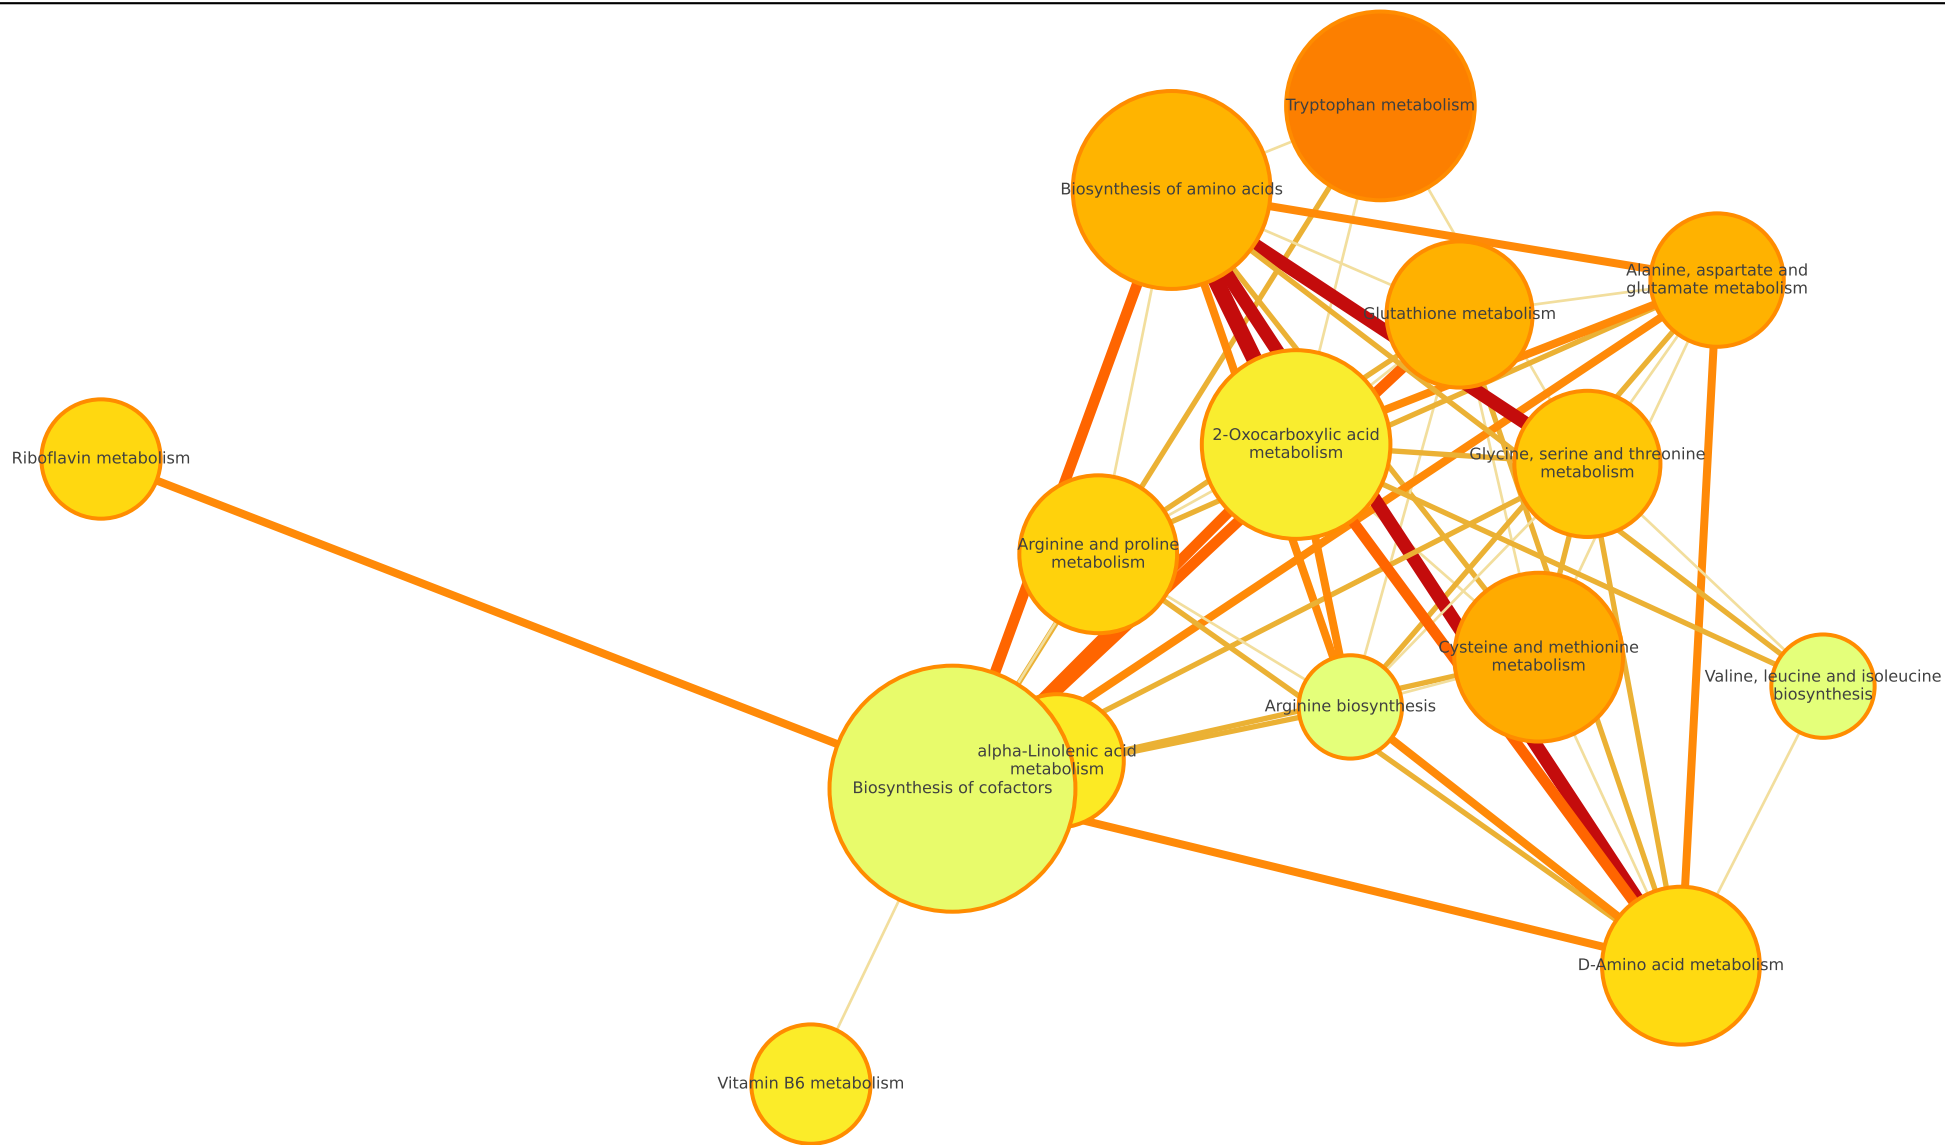 Tryptophan metabolism
Biosynthesis of amino acids
Alanine, aspartate and
glutamate metabolism
Glutathione metabolism
2-Oxocarboxylic acid
metabolism
Glycine, serine and threonine
metabolism
Riboflavin metabolism
Arginine and proline
metabolism
Cysteine and methionine
metabolism
Valine, leucine and isoleucine
biosynthesis
Arginine biosynthesis
alpha-Linolenic acid
metabolism
Biosynthesis of cofactors
D-Amino acid metabolism
Vitamin B6 metabolism